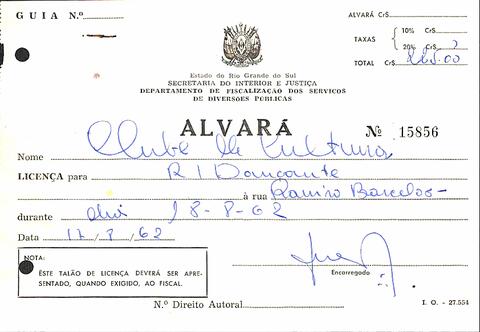 GUIA N.º
ALVARÁ Cr$
TAXAS { 10% Cr$
20% Cr$
TOTAL Cr$ 265.00
Estado do Rio Grande do Sul
SECRETARIA DO INTERIOR E JUSTIÇA
DEPARTAMENTO DE FISCALIZAÇÃO DOS SERVIÇOS
DE DIVERSÕES PÚBLICAS
ALVARÁ
Nº 15856
Nome Clube de Cultura
LICENÇA para R I Dançante
à rua Ramiro Barcelos
durante dia 18-8-62
Data 17/8/62
Encarregado
NOTA:
ÊSTE TALÃO DE LICENÇA DEVERÁ SER APRE-
SENTADO, QUANDO EXIGIDO, AO FISCAL.
N.º Direito Autoral
I. O. - 27.554